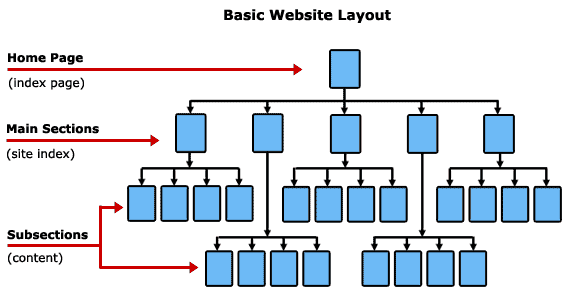 Basic Website Layout
Home Page
(index page)
Main Sections
(site index)
Subsections
(content)